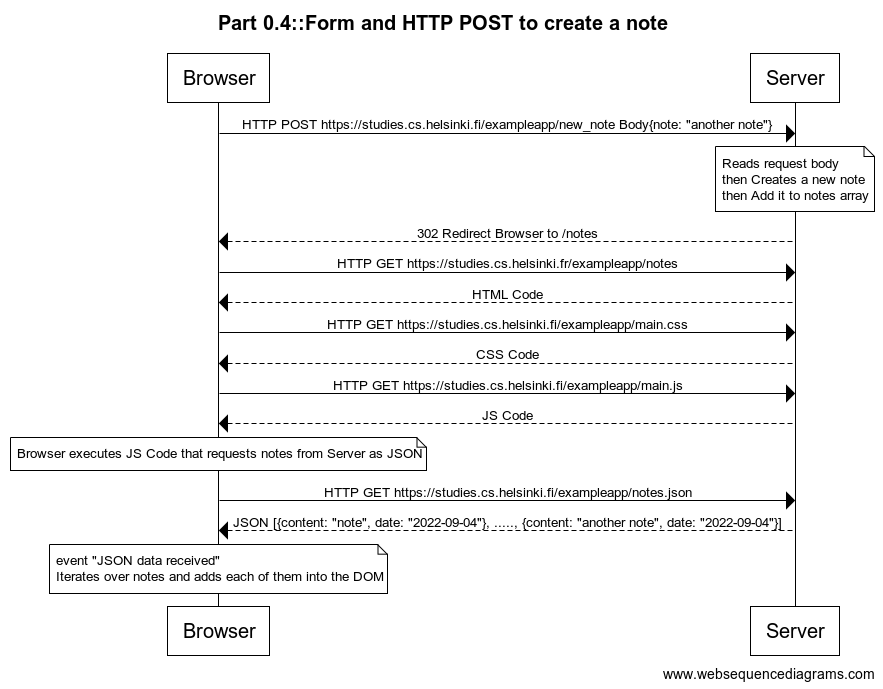 Part 0.4::Form and HTTP POST to create a note
Browser
Server
HTTP POST https://studies.cs.helsinki.fi/exampleapp/new_note Body{note: "another note"}
Reads request body
then Creates a new note
then Add it to notes array
302 Redirect Browser to /notes
HTTP GET https://studies.cs.helsinki.fr/exampleapp/notes
HTML Code
HTTP GET https://studies.cs.helsinki.fi/exampleapp/main.css
CSS Code
HTTP GET https://studies.cs.helsinki.fi/exampleapp/main.js
JS Code
Browser executes JS Code that requests notes from Server as JSON
HTTP GET https://studies.cs.helsinki.fi/exampleapp/notes.json
JSON [{content: "note", date: "2022-09-04"}, ....., {content: "another note", date: "2022-09-04"}]
event "JSON data received"
Iterates over notes and adds each of them into the DOM
Browser
Server
www.websequencediagrams.com